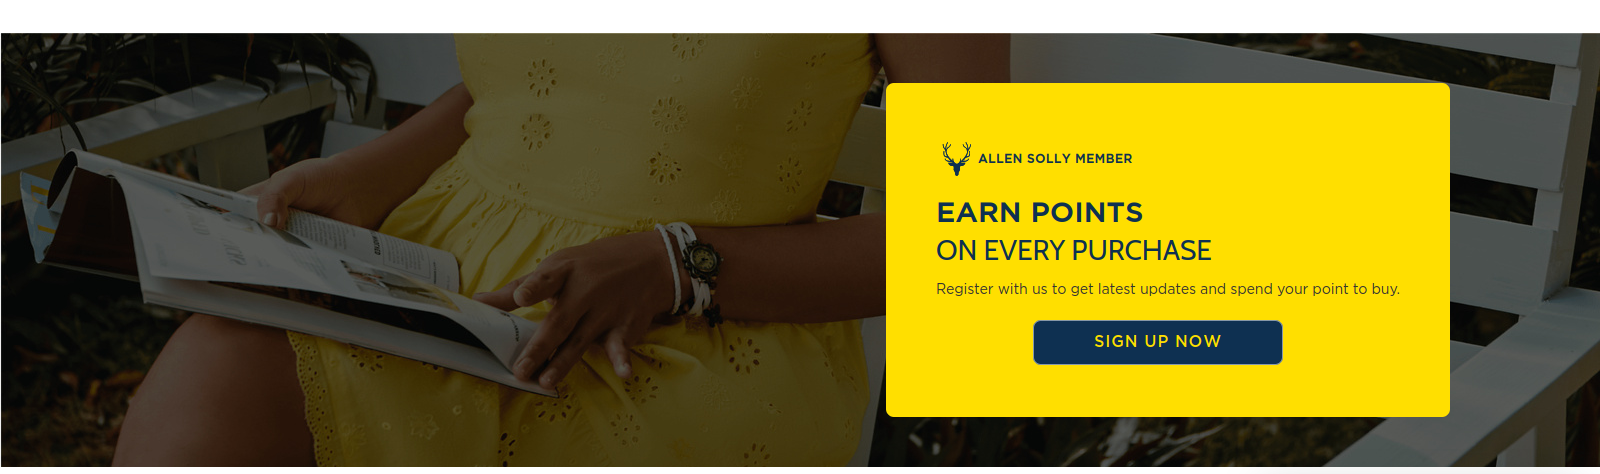 ALLEN SOLLY MEMBER
EARN POINTS
ON EVERY PURCHASE
Register with us to get latest updates and spend your point to buy.
SIGN UP NOW